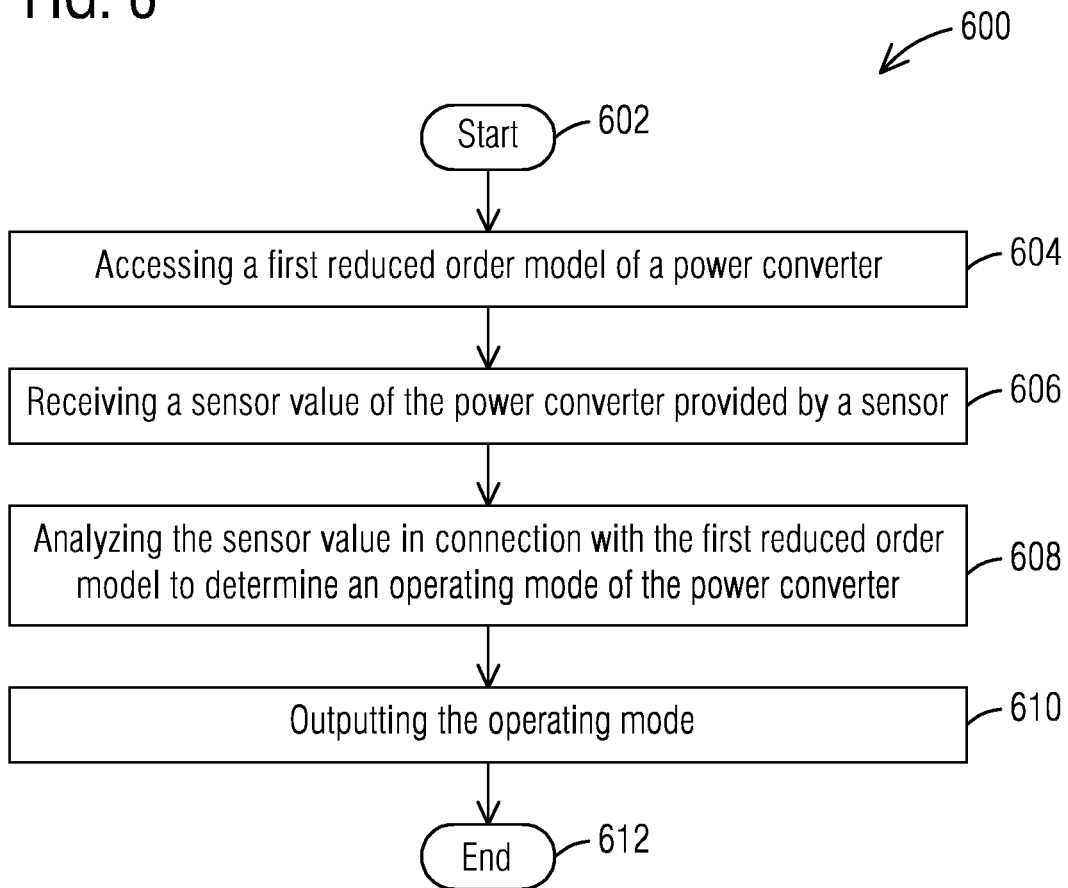 FIG. 6
600
Start
602
Accessing a first reduced order model of a power converter
604
Receiving a sensor value of the power converter provided by a sensor
606
Analyzing the sensor value in connection with the first reduced order
model to determine an operating mode of the power converter
608
Outputting the operating mode
610
End
612